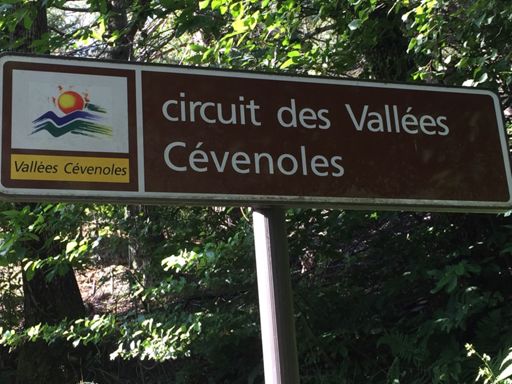 circuit des Vallées
Cévenoles
Vallées Cévenoles